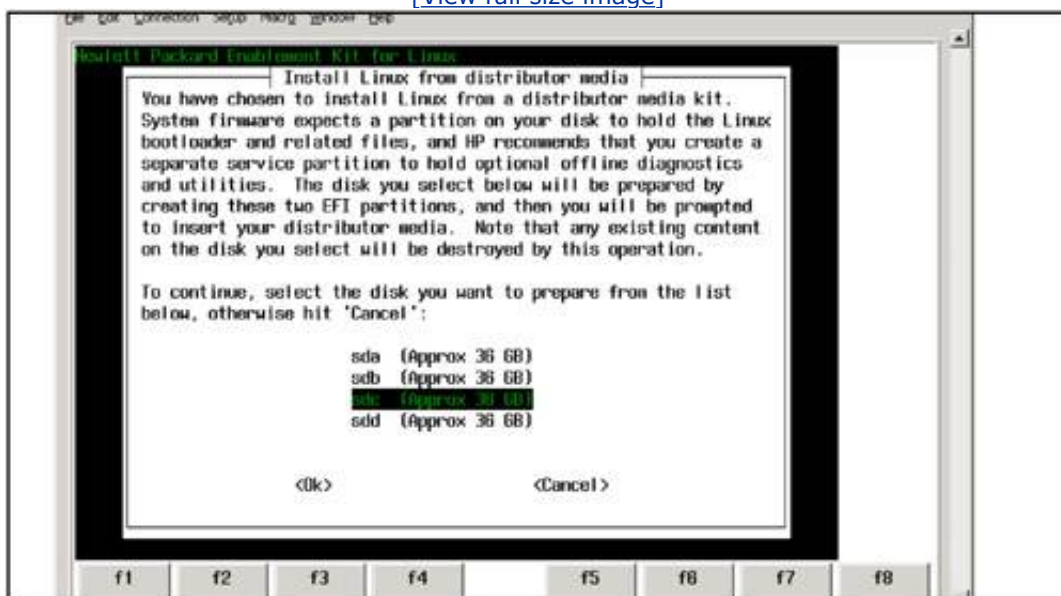 [View full size image]
File Edit Connection Setup Macro Window Help
Hewlett Packard Enablement Kit for Linux
Install Linux from distributor media
You have chosen to install Linux from a distributor media kit.
System firmware expects a partition on your disk to hold the Linux
bootloader and related files, and HP recommends that you create a
separate service partition to hold optional offline diagnostics
and utilities. The disk you select below will be prepared by
creating these two EFI partitions, and then you will be prompted
to insert your distributor media. Note that any existing content
on the disk you select will be destroyed by this operation.
To continue, select the disk you want to prepare from the list
below, otherwise hit 'Cancel':
sda (Approx 36 GB)
sdb (Approx 36 GB)
sdc (Approx 36 GB)
sdd (Approx 36 GB)
<Ok> <Cancel>
f1 f2 f3 f4 f5 f6 f7 f8